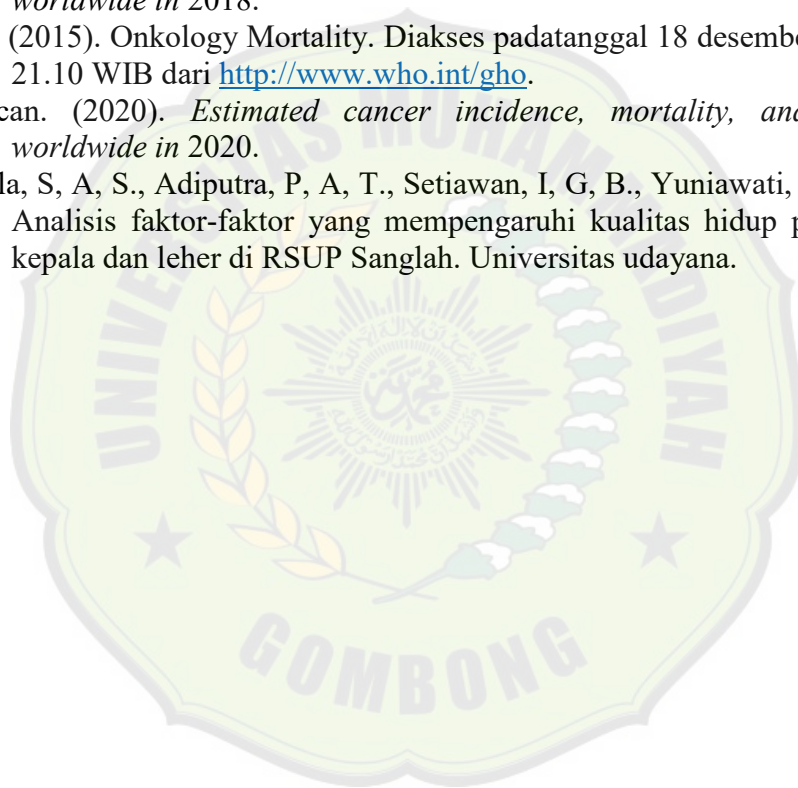 worldwide in 2018.
(2015). Onkology Mortality. Diakses padatanggal 18 desembe
21.10 WIB dari http://www.who.int/gho.
can. (2020). Estimated cancer incidence, mortality, and
worldwide in 2020.
la, S, A, S., Adiputra, P, A, T., Setiawan, I, G, B., Yuniawati,
Analisis faktor-faktor yang mempengaruhi kualitas hidup p
kepala dan leher di RSUP Sanglah. Universitas udayana.
UNIVERSITAS MUHAMMADIYAH
GOMBONG